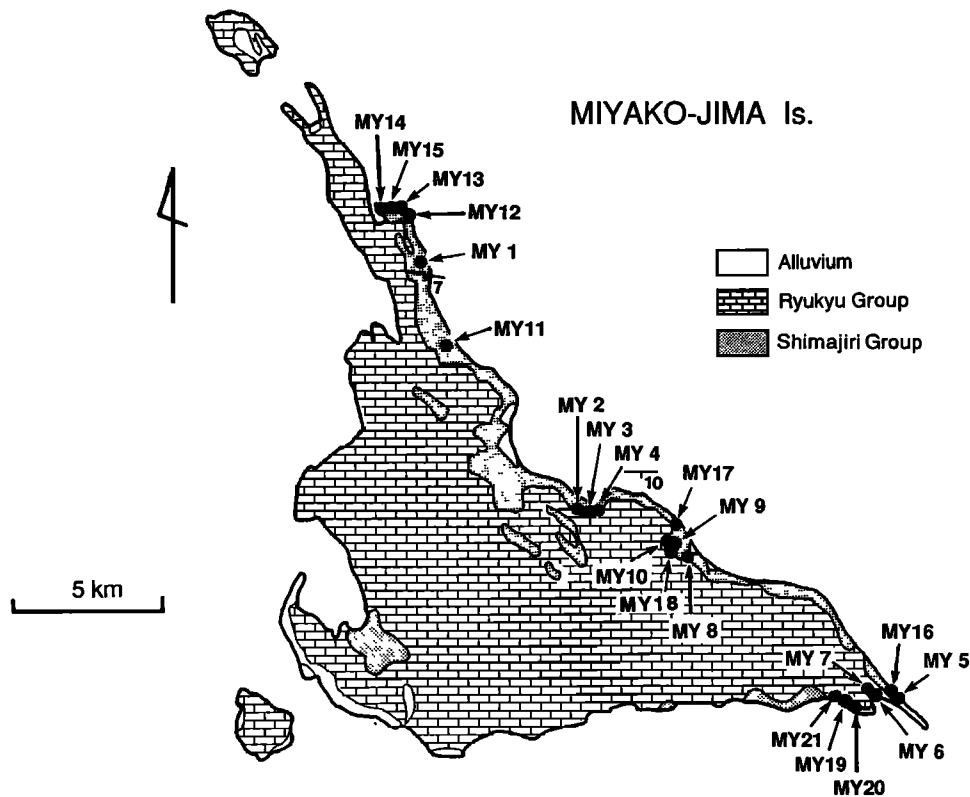 MIYAKO-JIMA Is.
MY14
MY15
MY13
MY12
MY 1
7
MY11
Alluvium
Ryukyu Group
Shimajiri Group
MY 2
MY 3
MY 4
10
MY17
MY 9
MY10
MY18
MY 8
5 km
MY16
MY 7
MY 5
MY21
MY 6
MY19
MY20